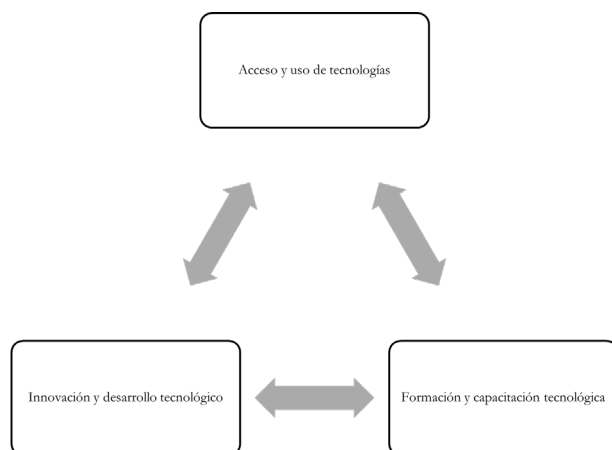 Acceso y uso de tecnologías
Innovación y desarrollo tecnológico
Formación y capacitación tecnológica